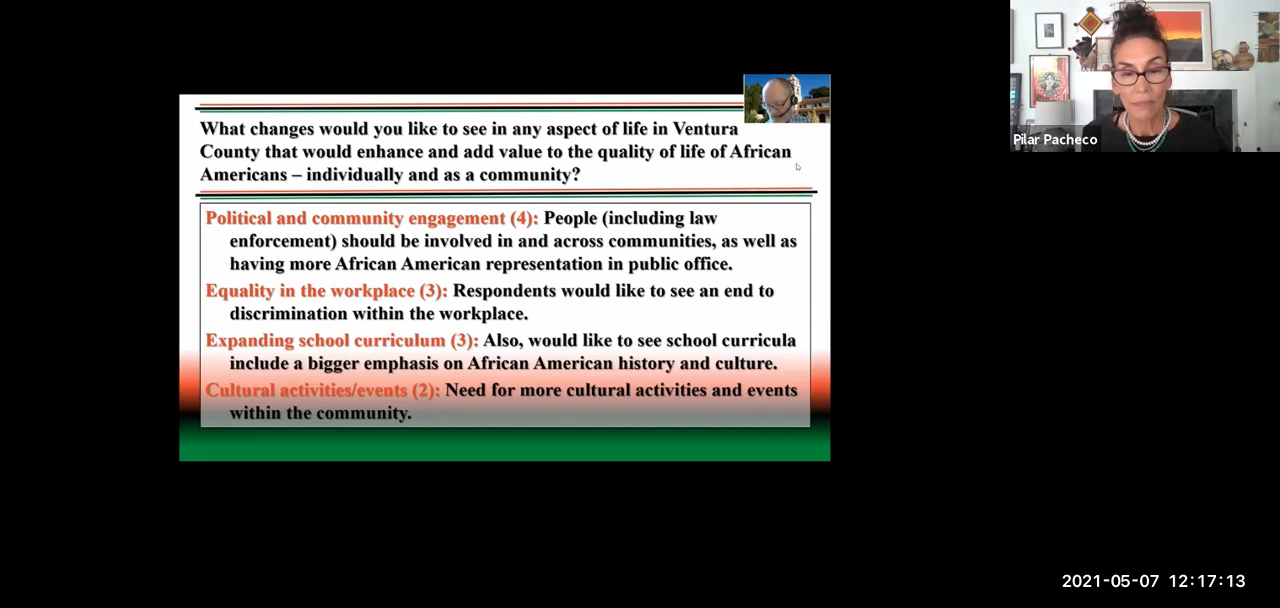 What changes would you like to see in any aspect of life in Ventura
County that would enhance and add value to the quality of life of African
Americans – individually and as a community?
Political and community engagement (4): People (including law
enforcement) should be involved in and across communities, as well as
having more African American representation in public office.
Equality in the workplace (3): Respondents would like to see an end to
discrimination within the workplace.
Expanding school curriculum (3): Also, would like to see school curricula
include a bigger emphasis on African American history and culture.
Cultural activities/events (2): Need for more cultural activities and events
within the community.
Pilar Pacheco
2021-05-07 12:17:13